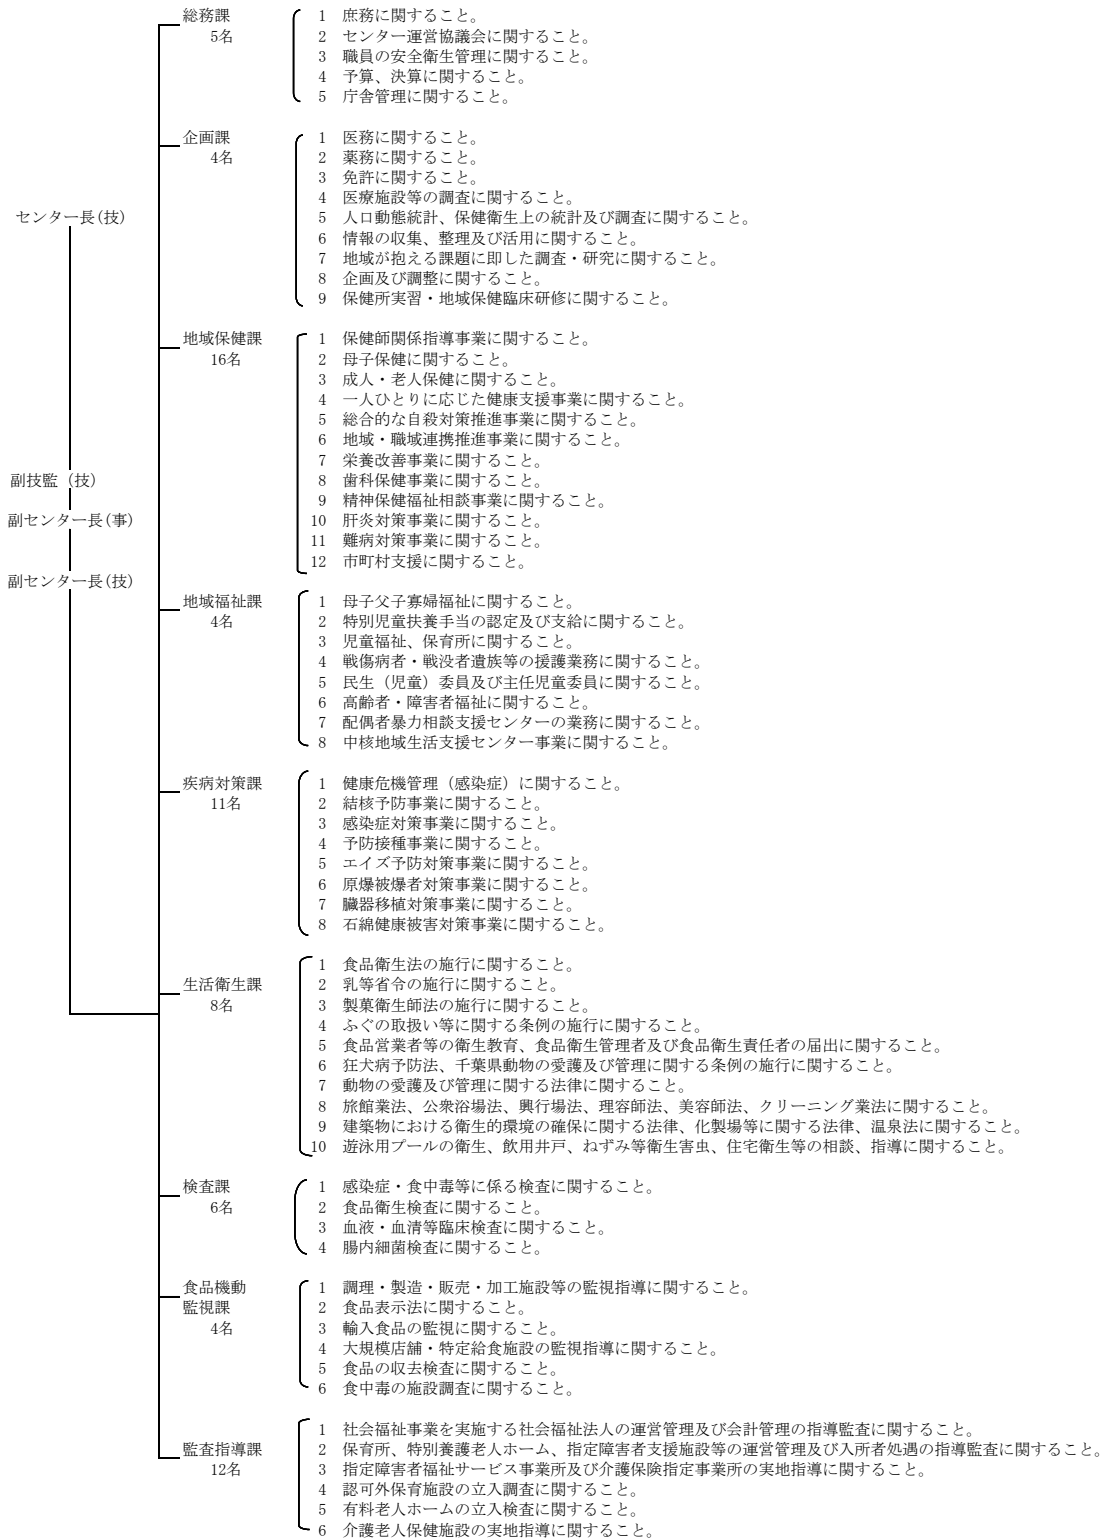 センター長(技)
副技監（技）
副センター長(事)
副センター長(技)
総務課
5名
1 庶務に関すること。
2 センター運営協議会に関すること。
3 職員の安全衛生管理に関すること。
4 予算、決算に関すること。
5 庁舎管理に関すること。
企画課
4名
1 医務に関すること。
2 薬務に関すること。
3 免許に関すること。
4 医療施設等の調査に関すること。
5 人口動態統計、保健衛生上の統計及び調査に関すること。
6 情報の収集、整理及び活用に関すること。
7 地域が抱える課題に即した調査・研究に関すること。
8 企画及び調整に関すること。
9 保健所実習・地域保健臨床研修に関すること。
地域保健課
16名
1 保健師関係指導事業に関すること。
2 母子保健に関すること。
3 成人・老人保健に関すること。
4 一人ひとりに応じた健康支援事業に関すること。
5 総合的な自殺対策推進事業に関すること。
6 地域・職域連携推進事業に関すること。
7 栄養改善事業に関すること。
8 歯科保健事業に関すること。
9 精神保健福祉相談事業に関すること。
10 肝炎対策事業に関すること。
11 難病対策事業に関すること。
12 市町村支援に関すること。
地域福祉課
4名
1 母子父子寡婦福祉に関すること。
2 特別児童扶養手当の認定及び支給に関すること。
3 児童福祉、保育所に関すること。
4 戦傷病者・戦没者遺族等の援護業務に関すること。
5 民生（児童）委員及び主任児童委員に関すること。
6 高齢者・障害者福祉に関すること。
7 配偶者暴力相談支援センターの業務に関すること。
8 中核地域生活支援センター事業に関すること。
疾病対策課
11名
1 健康危機管理（感染症）に関すること。
2 結核予防事業に関すること。
3 感染症対策事業に関すること。
4 予防接種事業に関すること。
5 エイズ予防対策事業に関すること。
6 原爆被爆者対策事業に関すること。
7 臓器移植対策事業に関すること。
8 石綿健康被害対策事業に関すること。
生活衛生課
8名
1 食品衛生法の施行に関すること。
2 乳等省令の施行に関すること。
3 製菓衛生師法の施行に関すること。
4 ふぐの取扱い等に関する条例の施行に関すること。
5 食品営業者等の衛生教育、食品衛生管理者及び食品衛生責任者の届出に関すること。
6 狂犬病予防法、千葉県動物の愛護及び管理に関する条例の施行に関すること。
7 動物の愛護及び管理に関する法律に関すること。
8 旅館業法、公衆浴場法、興行場法、理容師法、美容師法、クリーニング業法に関すること。
9 建築物における衛生的環境の確保に関する法律、化製場等に関する法律、温泉法に関すること。
10 遊泳用プールの衛生、飲用井戸、ねずみ等衛生害虫、住宅衛生等の相談、指導に関すること。
検査課
6名
1 感染症・食中毒等に係る検査に関すること。
2 食品衛生検査に関すること。
3 血液・血清等臨床検査に関すること。
4 腸内細菌検査に関すること。
食品機動
監視課
4名
1 調理・製造・販売・加工施設等の監視指導に関すること。
2 食品表示法に関すること。
3 輸入食品の監視に関すること。
4 大規模店舗・特定給食施設の監視指導に関すること。
5 食品の収去検査に関すること。
6 食中毒の施設調査に関すること。
監査指導課
12名
1 社会福祉事業を実施する社会福祉法人の運営管理及び会計管理の指導監査に関すること。
2 保育所、特別養護老人ホーム、指定障害者支援施設等の運営管理及び入所者処遇の指導監査に関すること。
3 指定障害者福祉サービス事業所及び介護保険指定事業所の実地指導に関すること。
4 認可外保育施設の立入調査に関すること。
5 有料老人ホームの立入検査に関すること。
6 介護老人保健施設の実地指導に関すること。